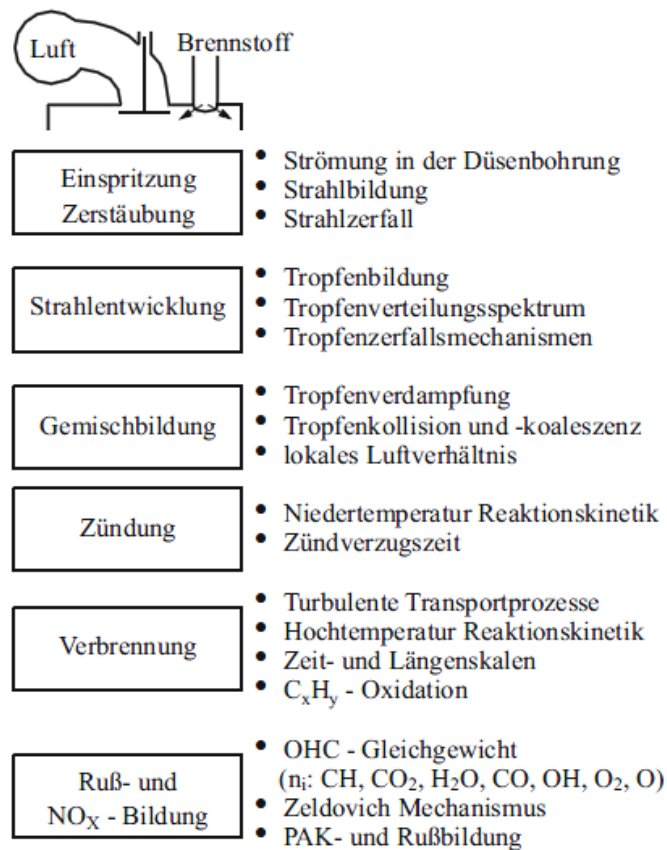 Luft
Brennstoff
Einspritzung
Zerstäubung
• Strömung in der Düsenbohrung
• Strahlbildung
• Strahlzerfall
Strahlentwicklung
• Tropfenbildung
• Tropfenverteilungsspektrum
• Tropfenzerfallsmechanismen
Gemischbildung
• Tropfenverdampfung
• Tropfenkollision und -koaleszenz
• lokales Luftverhältnis
Zündung
• Niedertemperatur Reaktionskinetik
• Zündverzugszeit
Verbrennung
• Turbulente Transportprozesse
• Hochtemperatur Reaktionskinetik
• Zeit- und Längenskalen
• CₓHᵧ - Oxidation
Ruß- und
NOₓ - Bildung
• OHC - Gleichgewicht
(nᵢ: CH, CO₂, H₂O, CO, OH, O₂, O)
• Zeldovich Mechanismus
• PAK- und Rußbildung